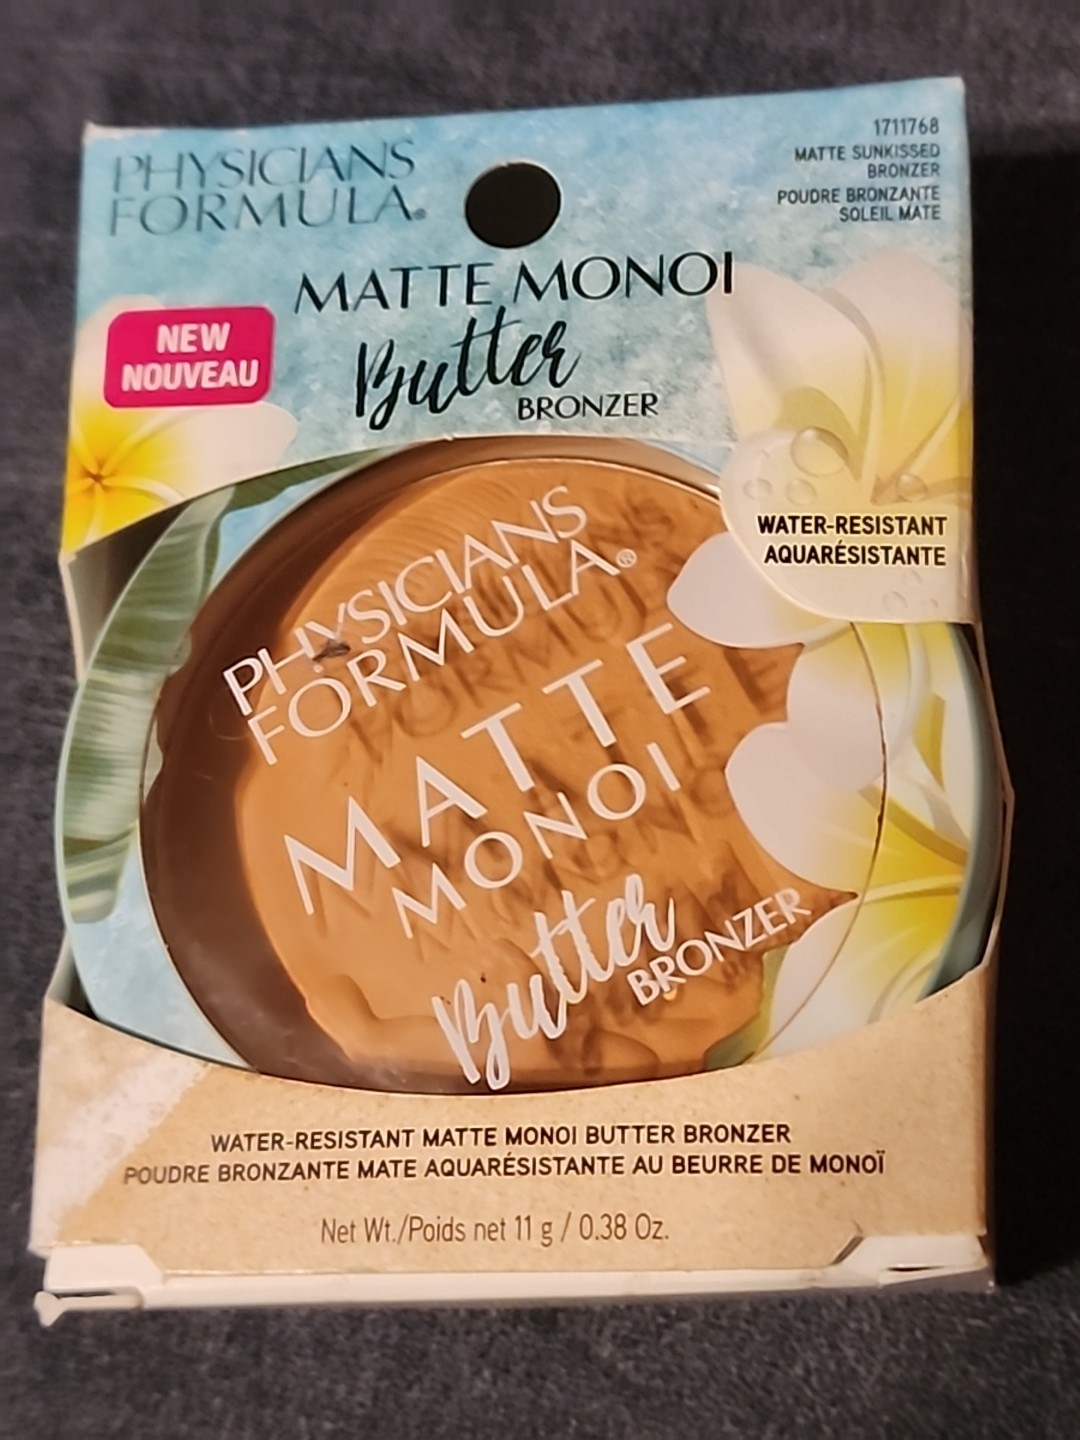 PHYSICIANS
FORMULA®
1711768
MATTE SUNKISSED
BRONZER
POUDRE BRONZANTE
SOLEIL MATE
MATTE MONOI
Butter
BRONZER
NEW
NOUVEAU
WATER-RESISTANT
AQUARÉSISTANTE
PHYSICIANS
FORMULA®
MATTE
MONOI
Butter
BRONZER
WATER-RESISTANT MATTE MONOI BUTTER BRONZER
POUDRE BRONZANTE MATE AQUARÉSISTANTE AU BEURRE DE MONOÏ
Net Wt./Poids net 11 g / 0.38 Oz.